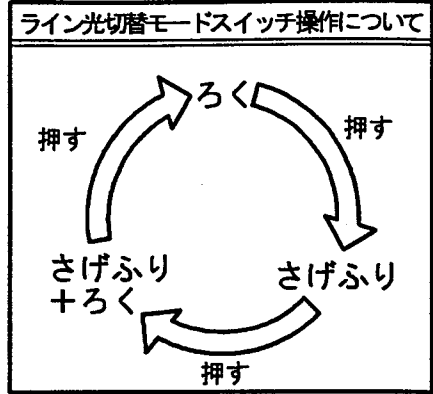 ライン光切替モードスイッチ操作について
ろく
押す
押す
さげふり
+ろく
さげふり
押す